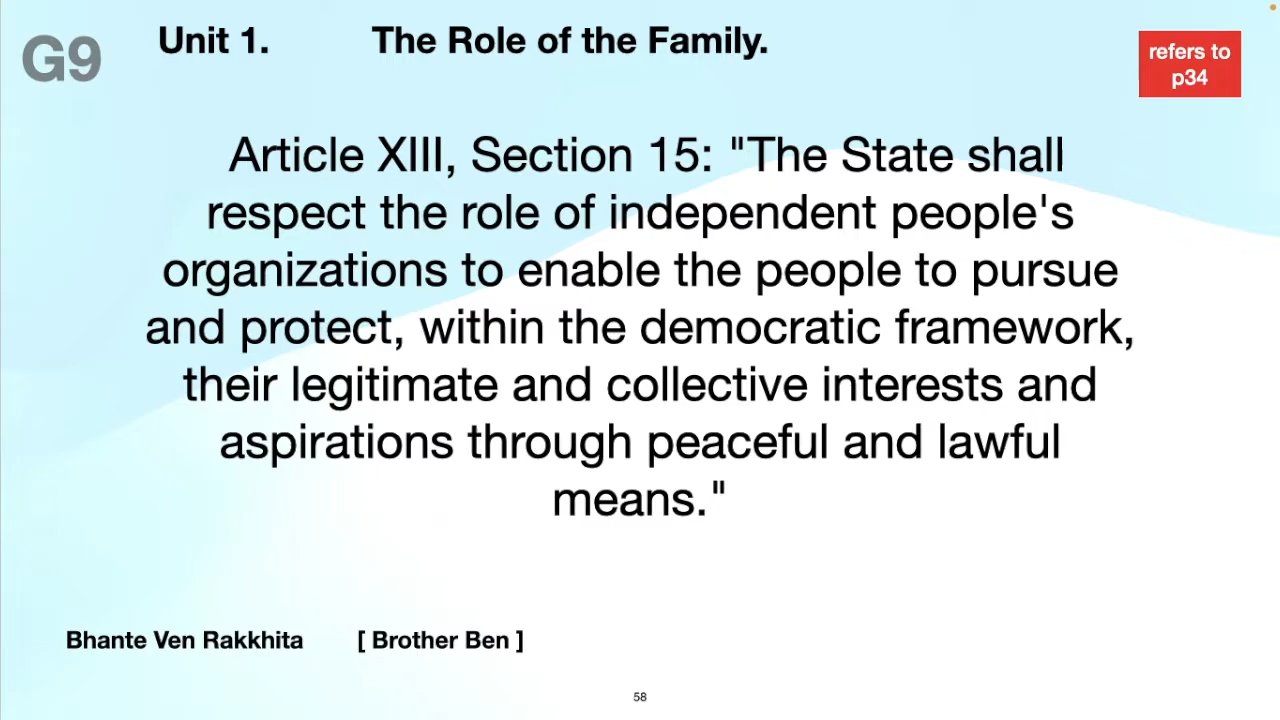 G9
Unit 1. The Role of the Family.
refers to
p34
Article XIII, Section 15: "The State shall
respect the role of independent people's
organizations to enable the people to pursue
and protect, within the democratic framework,
their legitimate and collective interests and
aspirations through peaceful and lawful
means."
Bhante Ven Rakkhita [ Brother Ben ]
58